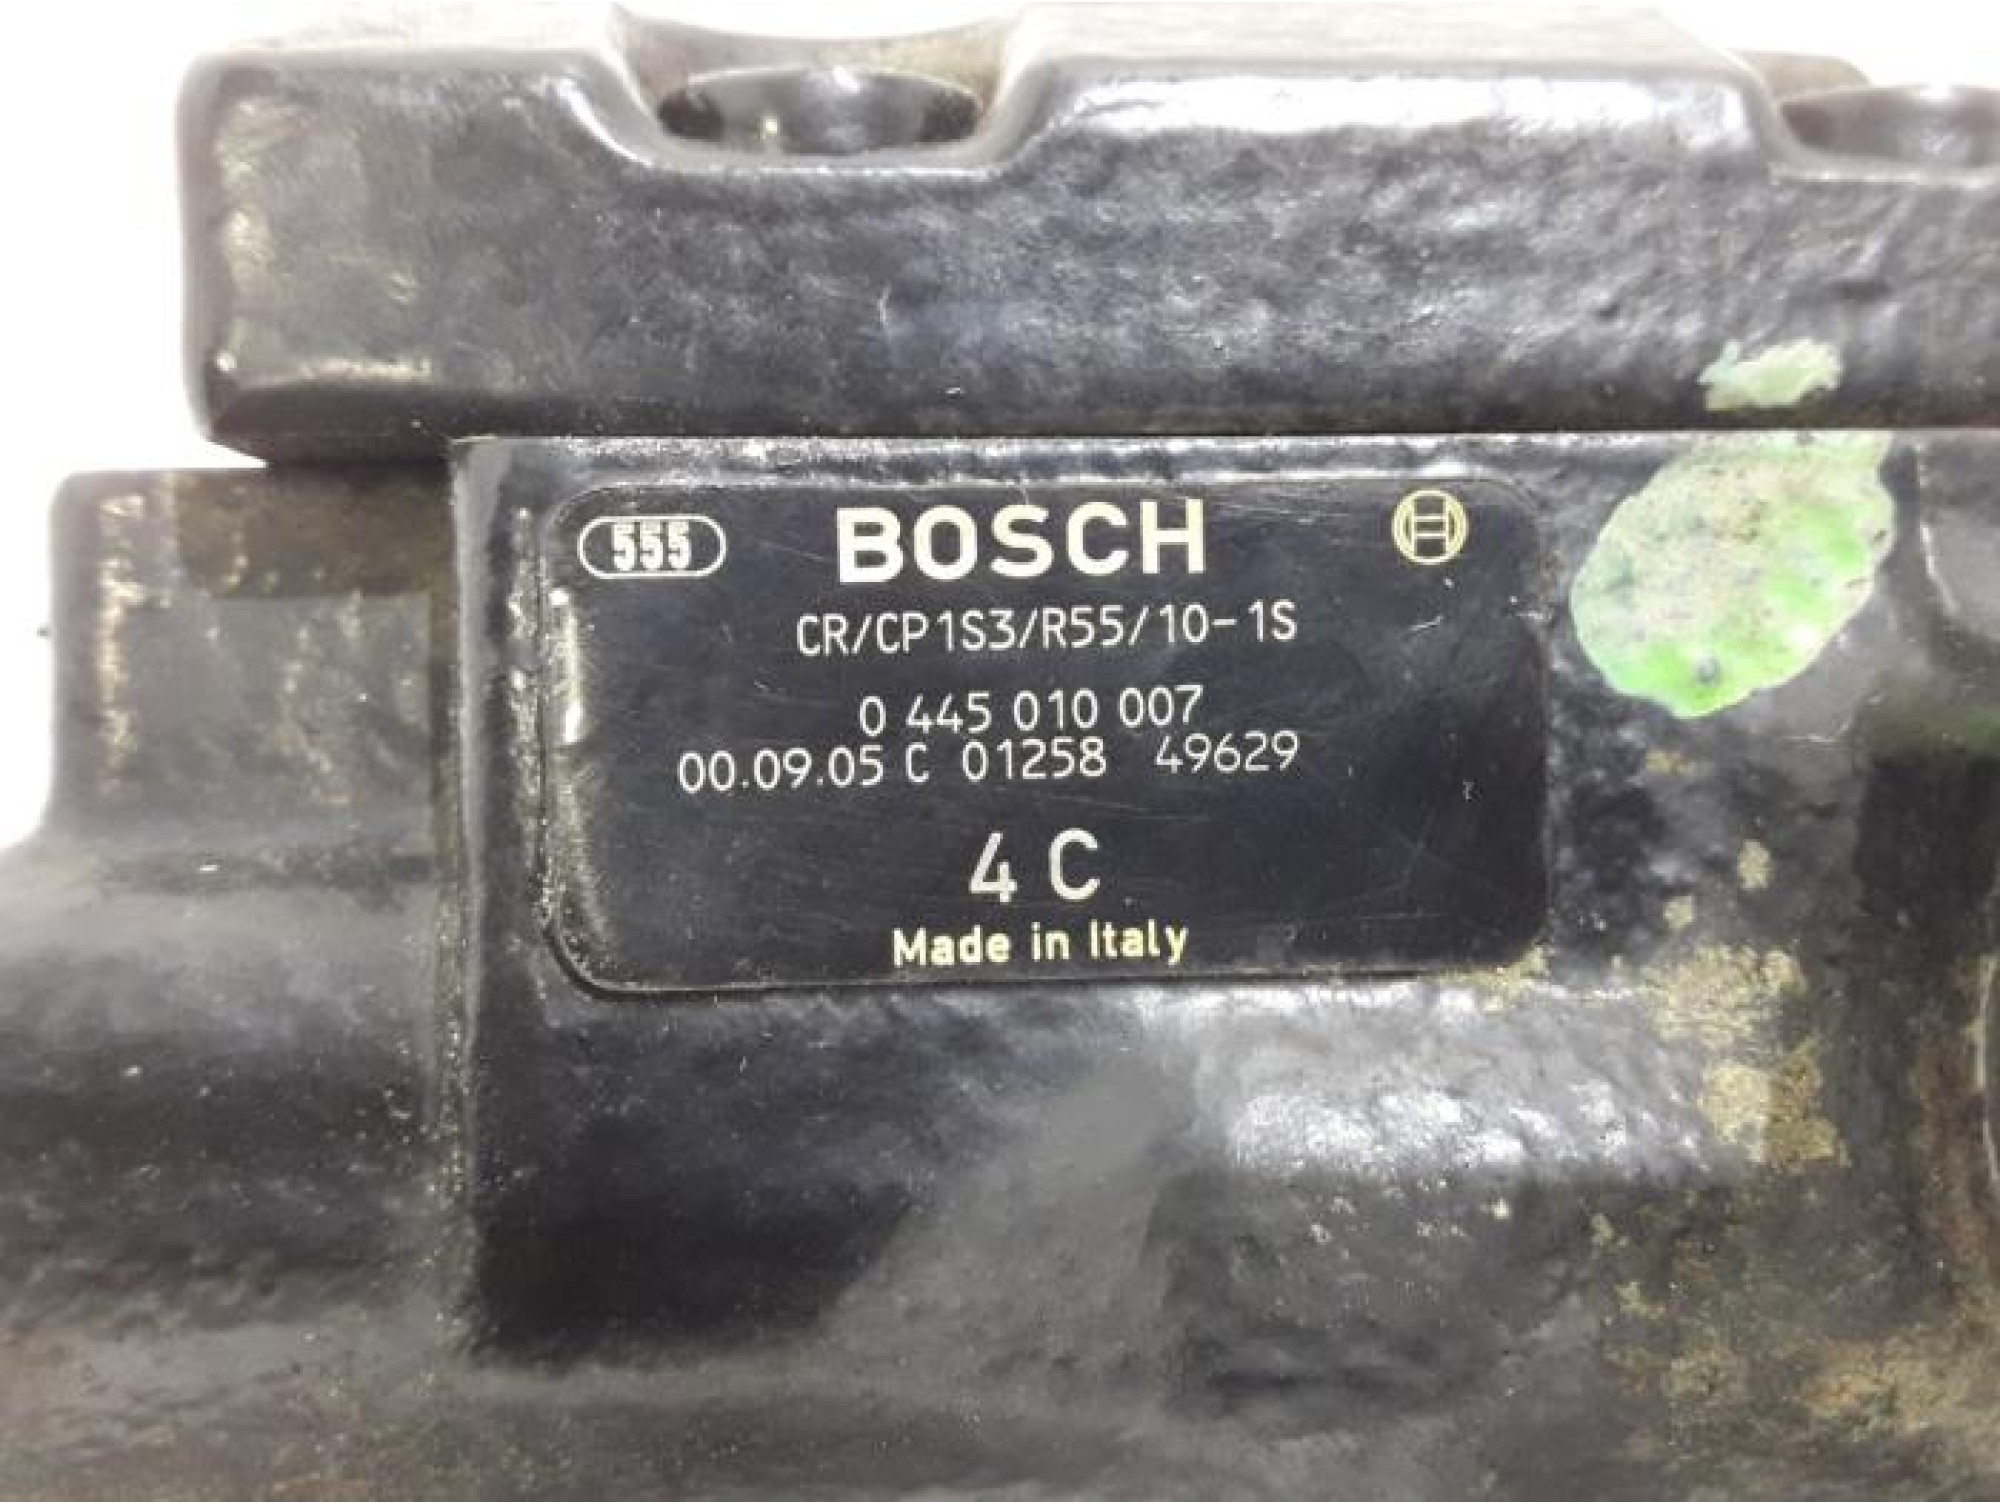 555 BOSCH
CR/CP1S3/R55/10-1S
0 445 010 007
00.09.05 C 01258 49629
4 C
Made in Italy